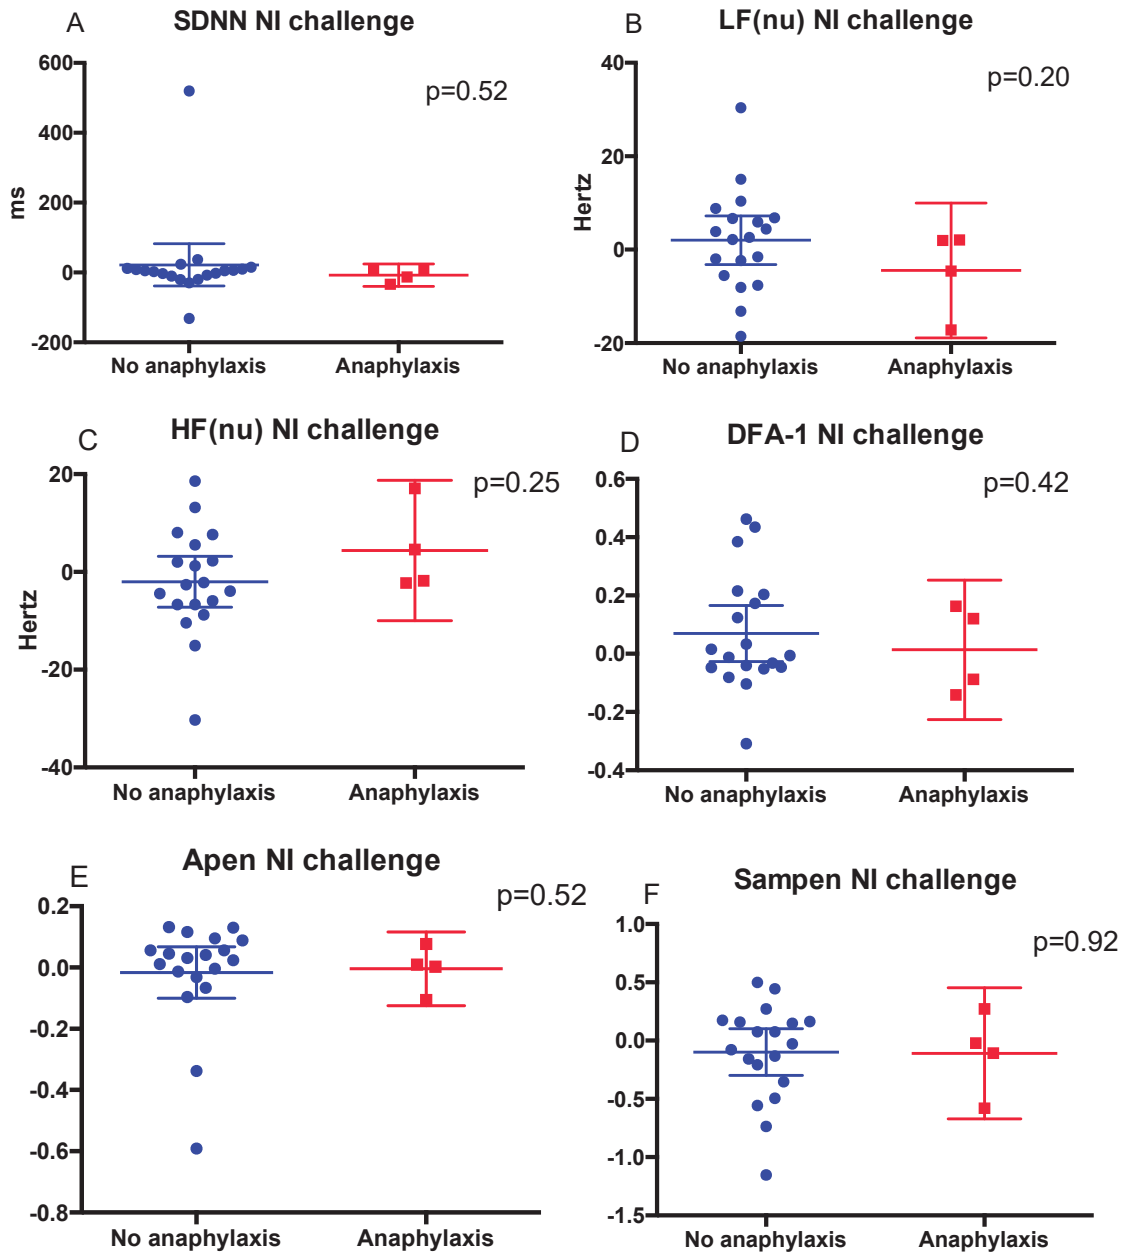 A
SDNN NI challenge
p=0.52
600
400
200
0
-200
ms
No anaphylaxis
Anaphylaxis
B
LF(nu) NI challenge
p=0.20
40
20
0
-20
Hertz
No anaphylaxis
Anaphylaxis
C
HF(nu) NI challenge
p=0.25
20
0
-20
-40
Hertz
No anaphylaxis
Anaphylaxis
D
DFA-1 NI challenge
p=0.42
0.6
0.4
0.2
0.0
-0.2
-0.4
No anaphylaxis
Anaphylaxis
E
Apen NI challenge
p=0.52
0.2
0.0
-0.2
-0.4
-0.6
-0.8
No anaphylaxis
Anaphylaxis
F
Sampen NI challenge
p=0.92
1.0
0.5
0.0
-0.5
-1.0
-1.5
No anaphylaxis
Anaphylaxis